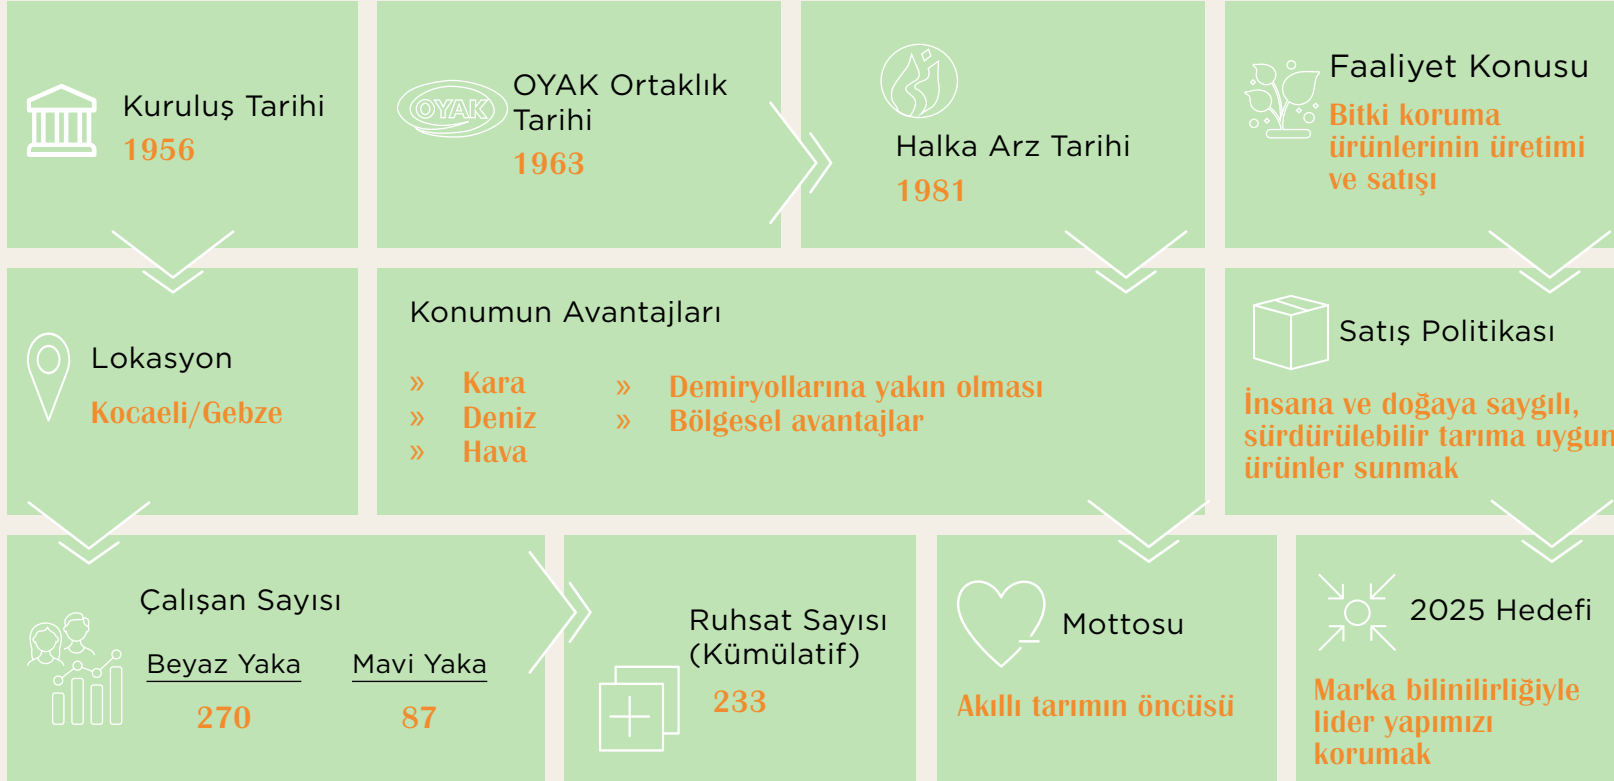 Kuruluş Tarihi
1956
OYAK
OYAK Ortaklık
Tarihi
1963
Halka Arz Tarihi
1981
Faaliyet Konusu
Bitki koruma
ürünlerinin üretimi
ve satışı
Lokasyon
Kocaeli/Gebze
Konumun Avantajları
» Kara
» Deniz
» Hava
» Demiryollarına yakın olması
» Bölgesel avantajlar
Satış Politikası
İnsana ve doğaya saygılı,
sürdürülebilir tarıma uygun
ürünler sunmak
Çalışan Sayısı
Beyaz Yaka
270
Mavi Yaka
87
Ruhsat Sayısı
(Kümülatif)
233
Mottosu
Akıllı tarımın öncüsü
2025 Hedefi
Marka bilinilirliğiyle
lider yapımızı
korumak